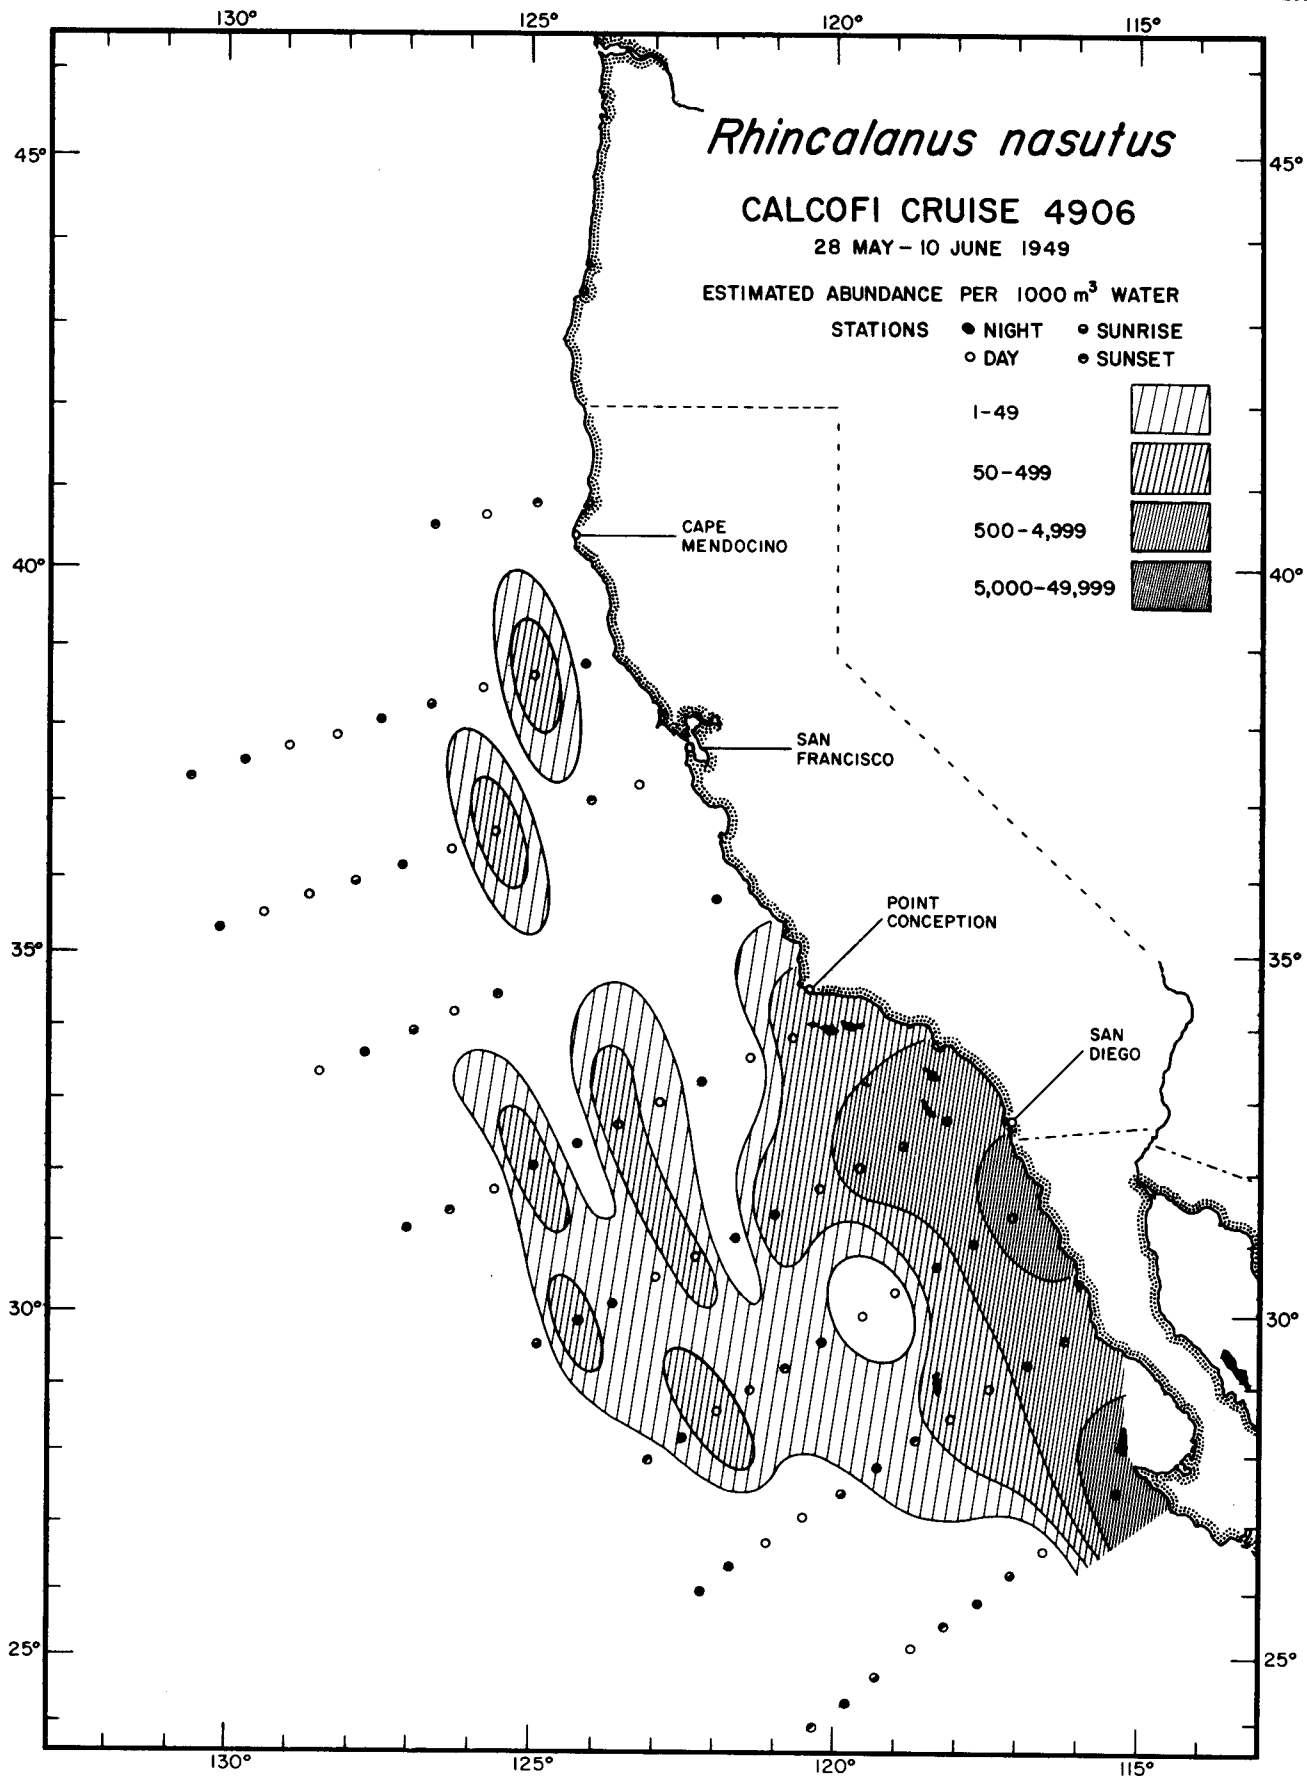 130° 125° 120° 115°
Rhincalanus nasutus
CALCOFI CRUISE 4906
28 MAY – 10 JUNE 1949
ESTIMATED ABUNDANCE PER 1000 m³ WATER
STATIONS NIGHT SUNRISE
DAY SUNSET
1–49
50–499
500–4,999
5,000–49,999
45° 45°
CAPE
MENDOCINO
40° 40°
SAN
FRANCISCO
POINT
CONCEPTION
35° 35°
SAN
DIEGO
30° 30°
25° 25°
130° 125° 120° 115°